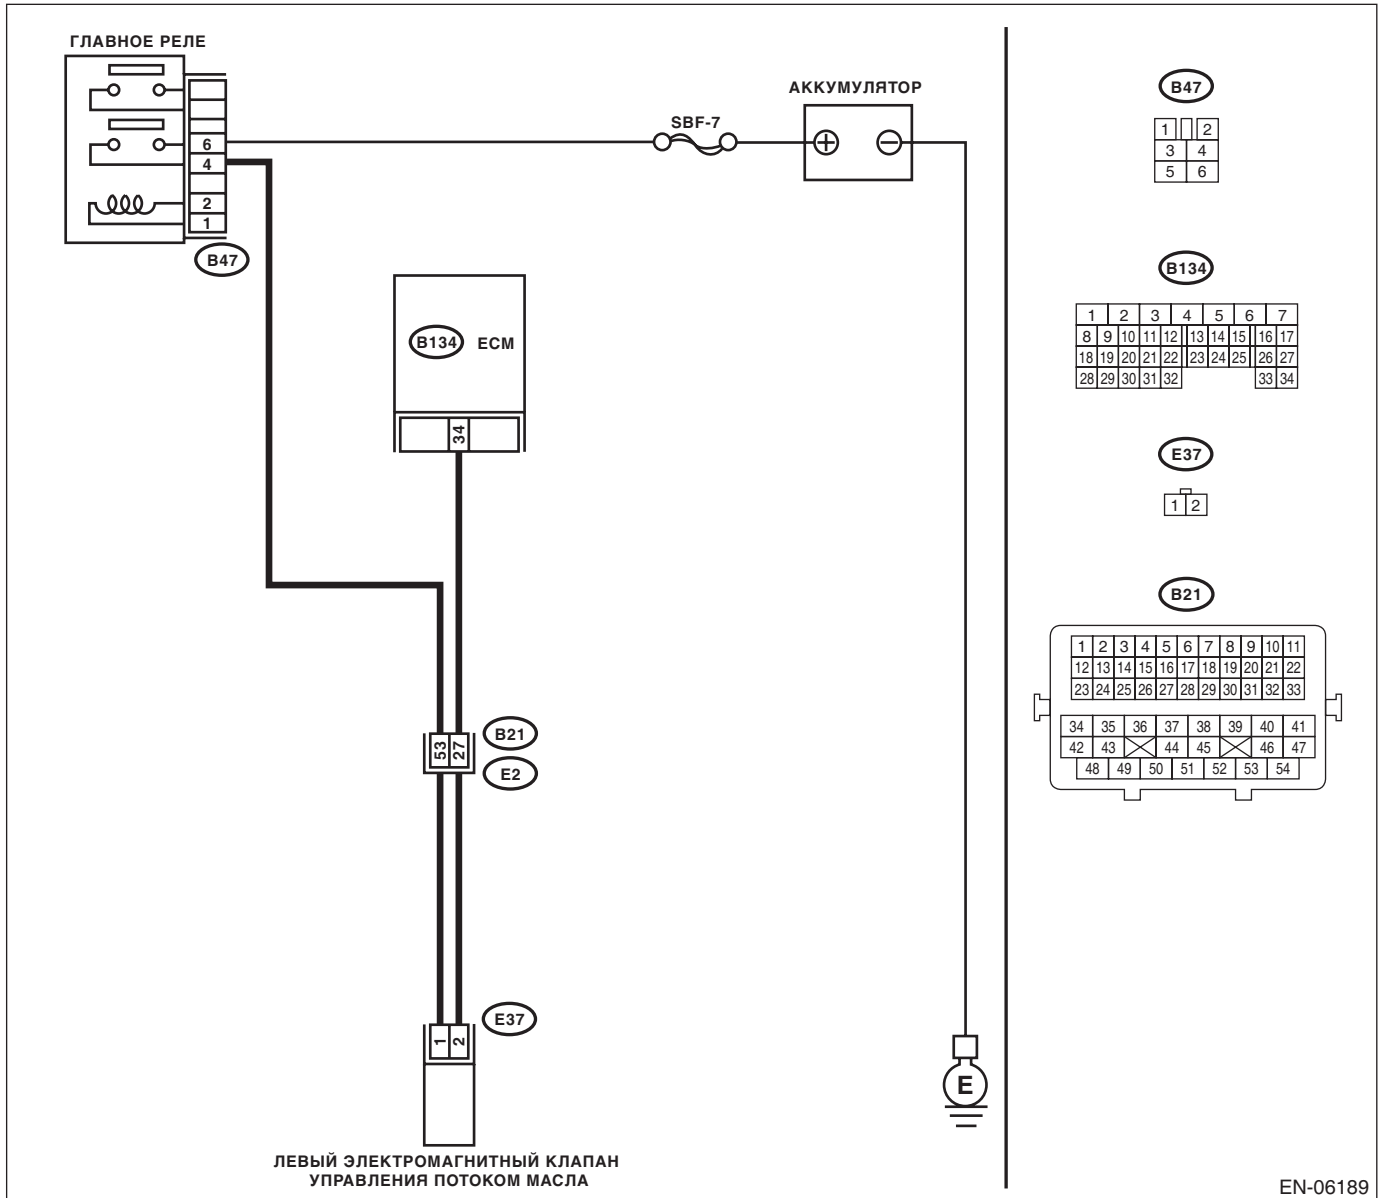 ГЛАВНОЕ РЕЛЕ
6
4
2
1
B47
SBF-7
АККУМУЛЯТОР
B134 ECM
34
53 27
B21
E2
E37
1 2
ЛЕВЫЙ ЭЛЕКТРОМАГНИТНЫЙ КЛАПАН
УПРАВЛЕНИЯ ПОТОКОМ МАСЛА
E
B47
1 2
3 4
5 6
B134
1 2 3 4 5 6 7
8 9 10 11 12 13 14 15 16 17
18 19 20 21 22 23 24 25 26 27
28 29 30 31 32 33 34
E37
1 2
B21
1 2 3 4 5 6 7 8 9 10 11
12 13 14 15 16 17 18 19 20 21 22
23 24 25 26 27 28 29 30 31 32 33
34 35 36 37 38 39 40 41
42 43 44 45 46 47
48 49 50 51 52 53 54
EN-06189